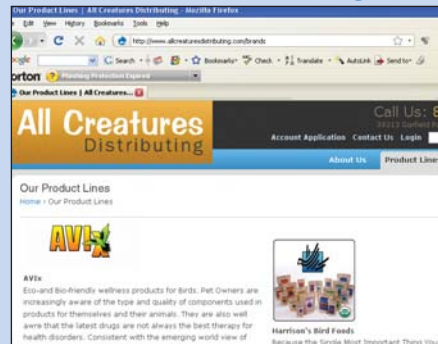 Our Product Lines | All Creatures Distributing - Mozilla Firefox
Edit View History Bookmarks Tools Help
http://www.allcreaturesdistributing.com/brands
Search Bookmarks Check Translate AutoLink Send to
orton Phishing Protection Expired
Our Product Lines | All Creatures...
All Creatures
Distributing
Call Us: 8
Account Application Contact Us Login
About Us Product Lines
Our Product Lines
Home › Our Product Lines
AVIx
AVIx
Eco-and Bio-friendly wellness products for Birds. Pet Owners are
increasingly aware of the type and quality of components used in
products for themselves and their animals. They are also well
awre that the latest drugs are not always the best therapy for
health disorders. Consistent with the emerging world view of
Harrison's Bird Foods
Because the Single Most Important Thing You